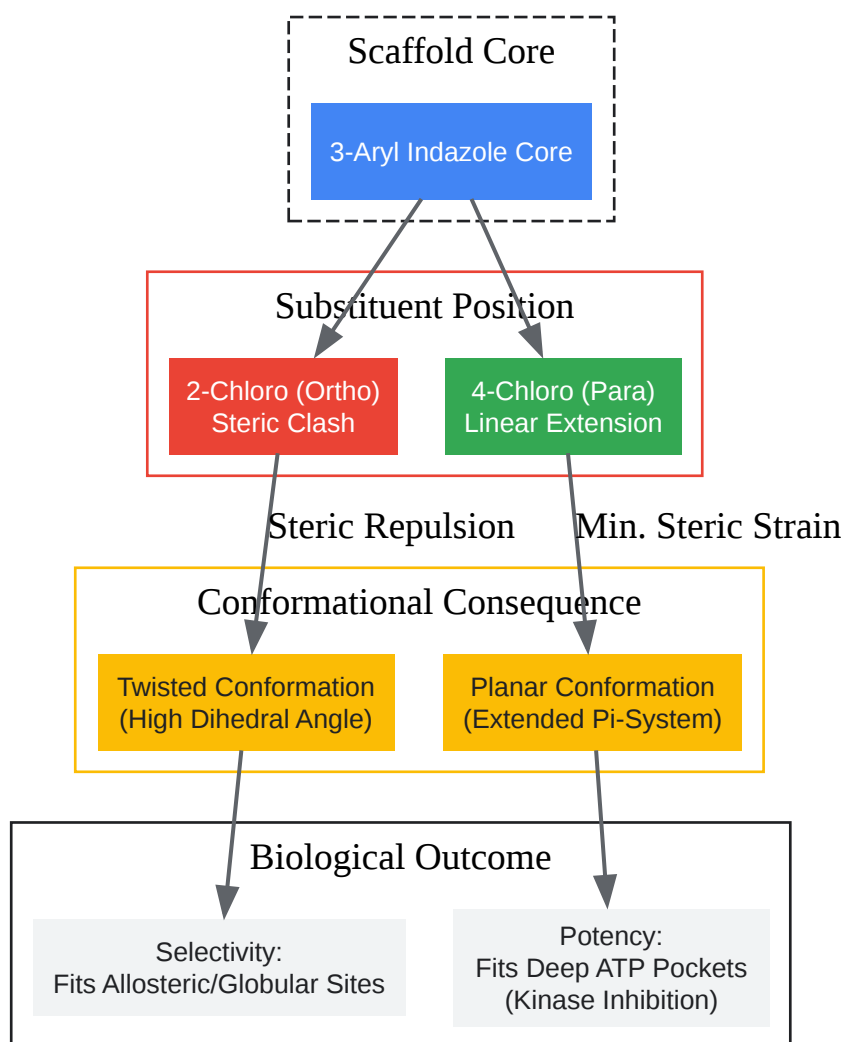 Scaffold Core
3-Aryl Indazole Core
Substituent Position
2-Chloro (Ortho)
Steric Clash
4-Chloro (Para)
Linear Extension
Steric Repulsion
Min. Steric Strain
Conformational Consequence
Twisted Conformation
(High Dihedral Angle)
Planar Conformation
(Extended Pi-System)
Biological Outcome
Selectivity:
Fits Allosteric/Globular Sites
Potency:
Fits Deep ATP Pockets
(Kinase Inhibition)